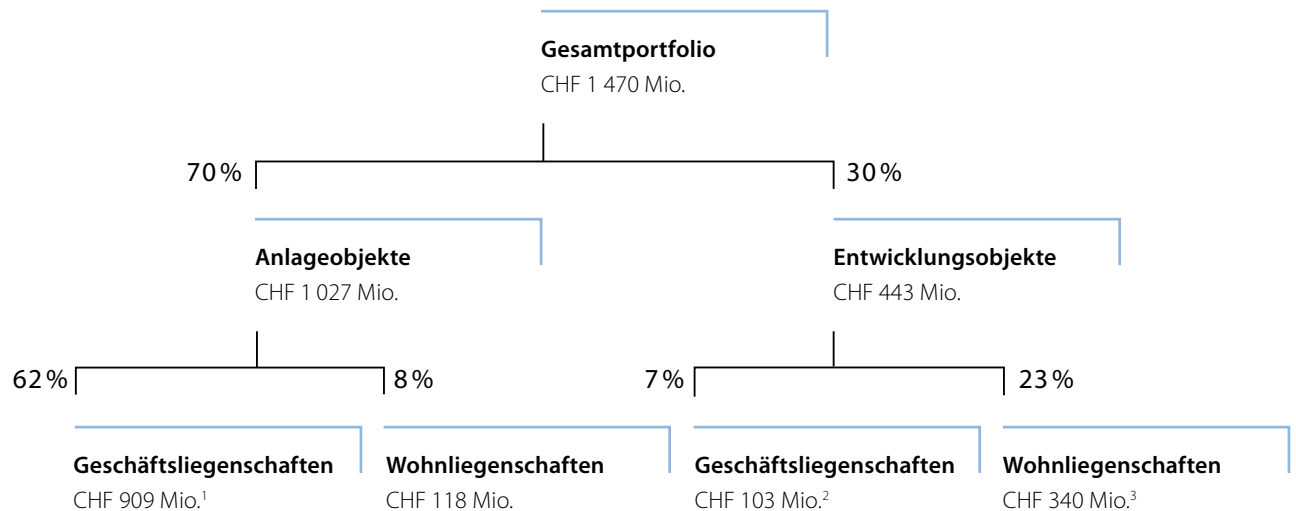 Gesamtportfolio
CHF 1 470 Mio.
70 %
30 %
Anlageobjekte
CHF 1 027 Mio.
Entwicklungsobjekte
CHF 443 Mio.
62 %
8 %
7 %
23 %
Geschäftsliegenschaften
CHF 909 Mio.¹
Wohnliegenschaften
CHF 118 Mio.
Geschäftsliegenschaften
CHF 103 Mio.²
Wohnliegenschaften
CHF 340 Mio.³